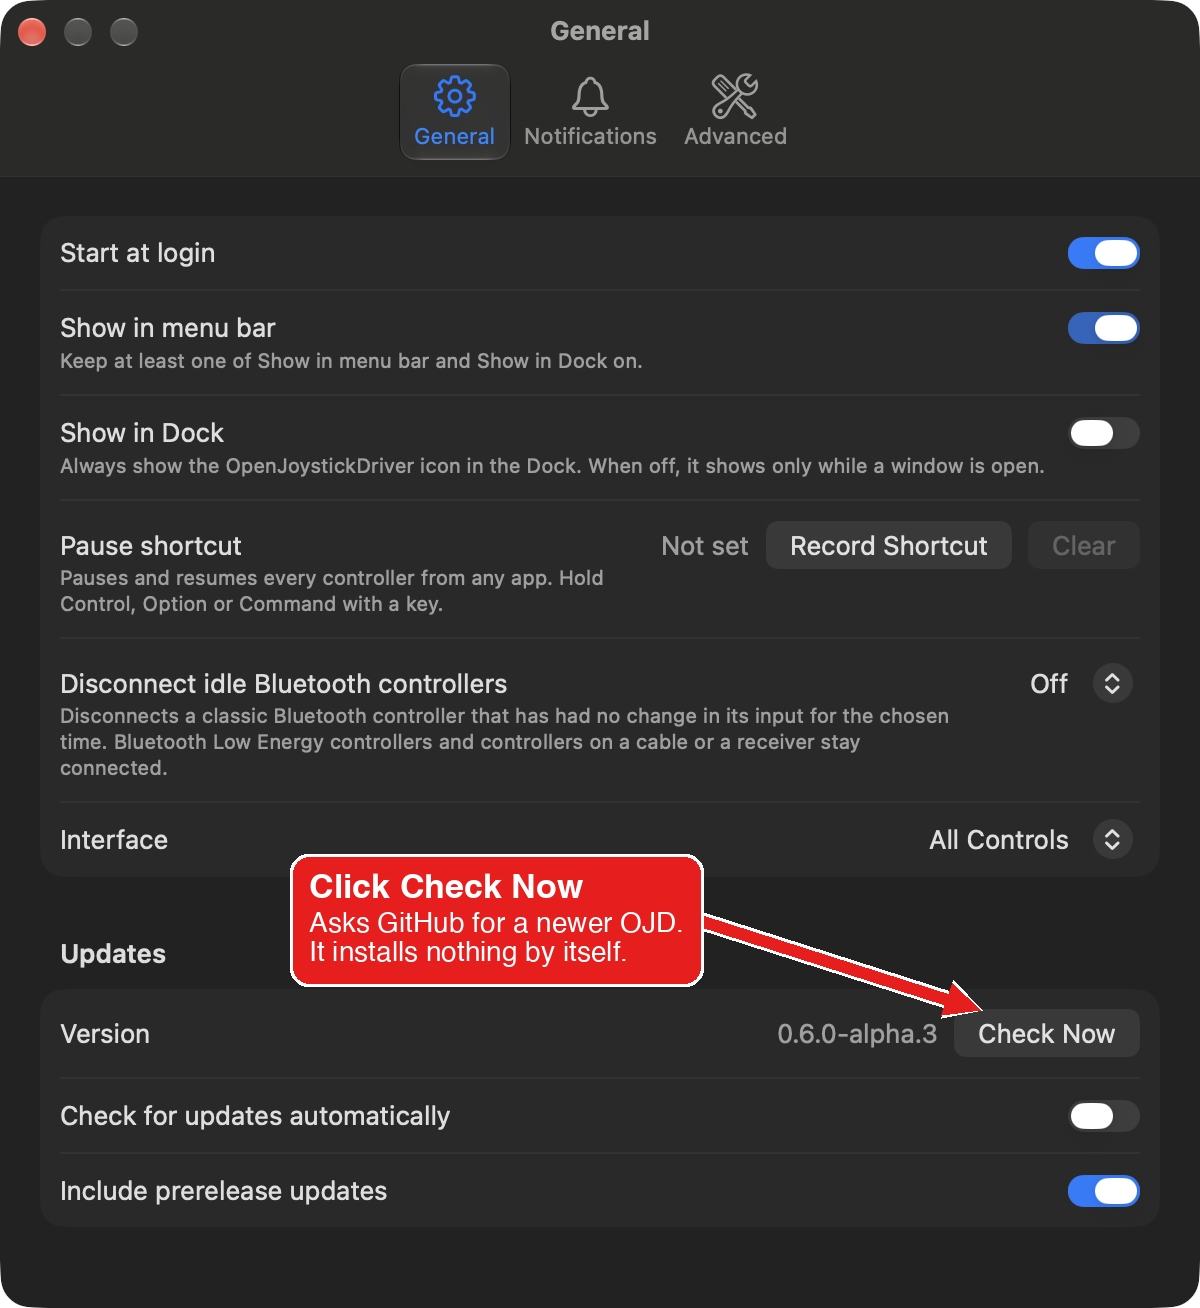 General
General
Notifications
Advanced
Start at login
Show in menu bar
Keep at least one of Show in menu bar and Show in Dock on.
Show in Dock
Always show the OpenJoystickDriver icon in the Dock. When off, it shows only while a window is open.
Pause shortcut
Not set
Record Shortcut
Clear
Pauses and resumes every controller from any app. Hold
Control, Option or Command with a key.
Disconnect idle Bluetooth controllers
Off
Disconnects a classic Bluetooth controller that has had no change in its input for the chosen
time. Bluetooth Low Energy controllers and controllers on a cable or a receiver stay
connected.
Interface
All Controls
Click Check Now
Asks GitHub for a newer OJD.
It installs nothing by itself.
Updates
Version
0.6.0-alpha.3
Check Now
Check for updates automatically
Include prerelease updates